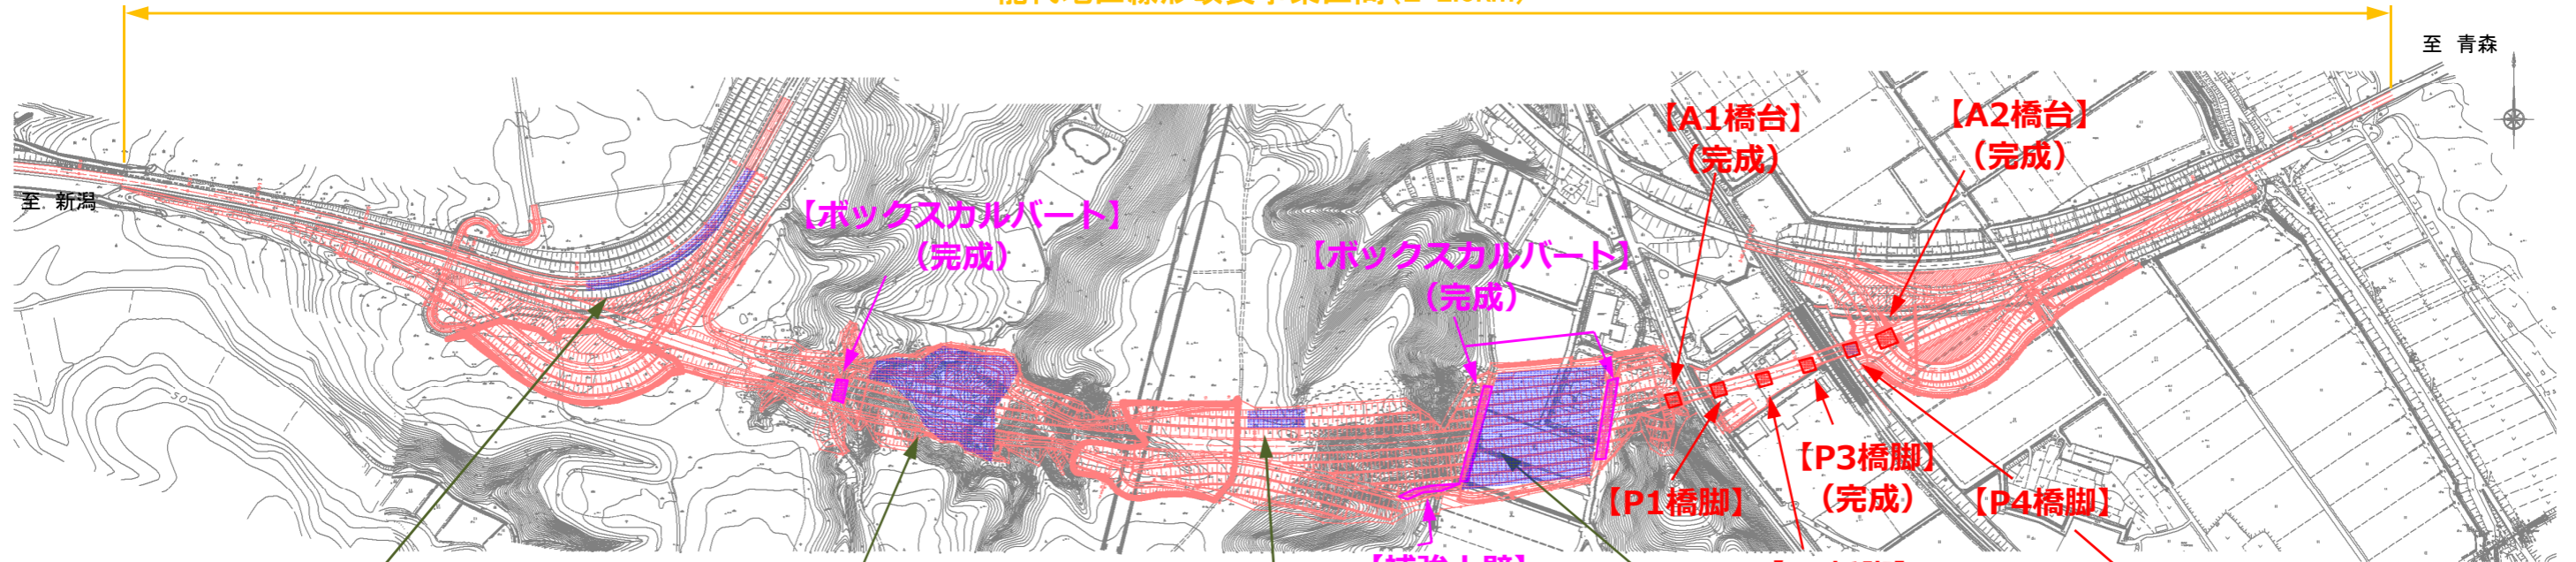 至 青森
【A1橋台】
（完成）
【A2橋台】
（完成）
至 新潟
【ボックスカルバート】
（完成）
【ボックスカルバート】
（完成）
【P3橋脚】
（完成）
【P1橋脚】
【P4橋脚】
50